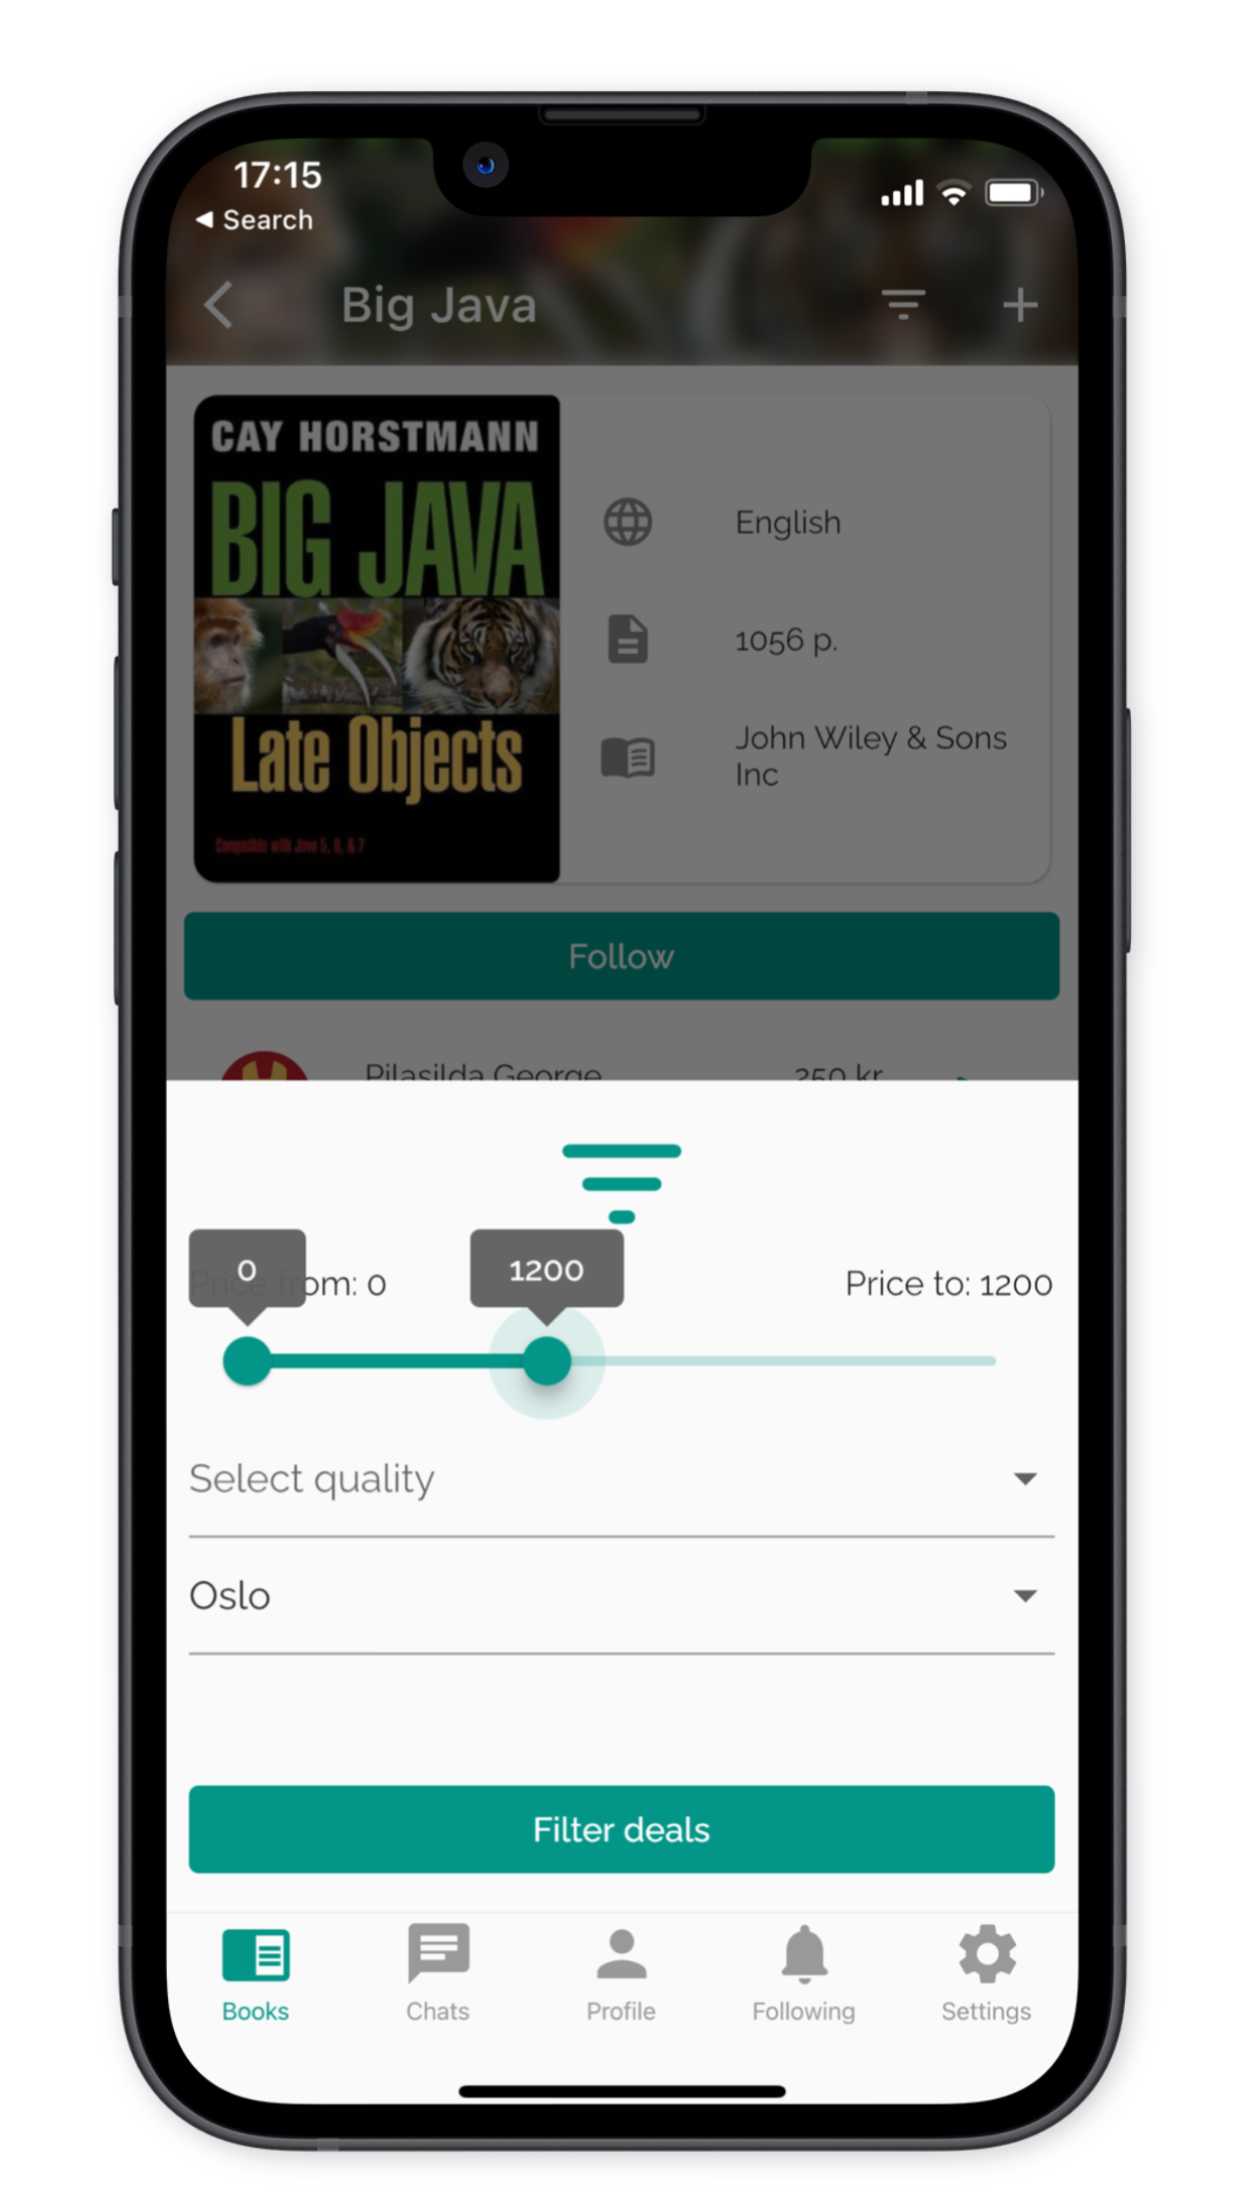 17:15
◀ Search
Big Java
CAY HORSTMANN
BIG JAVA
Late Objects
Compatible with Java 5, 6, & 7
English
1056 p.
John Wiley & Sons
Inc
Follow
Pilasilda George
250 kr
0
1200
Price from: 0
Price to: 1200
Select quality
Oslo
Filter deals
Books
Chats
Profile
Following
Settings